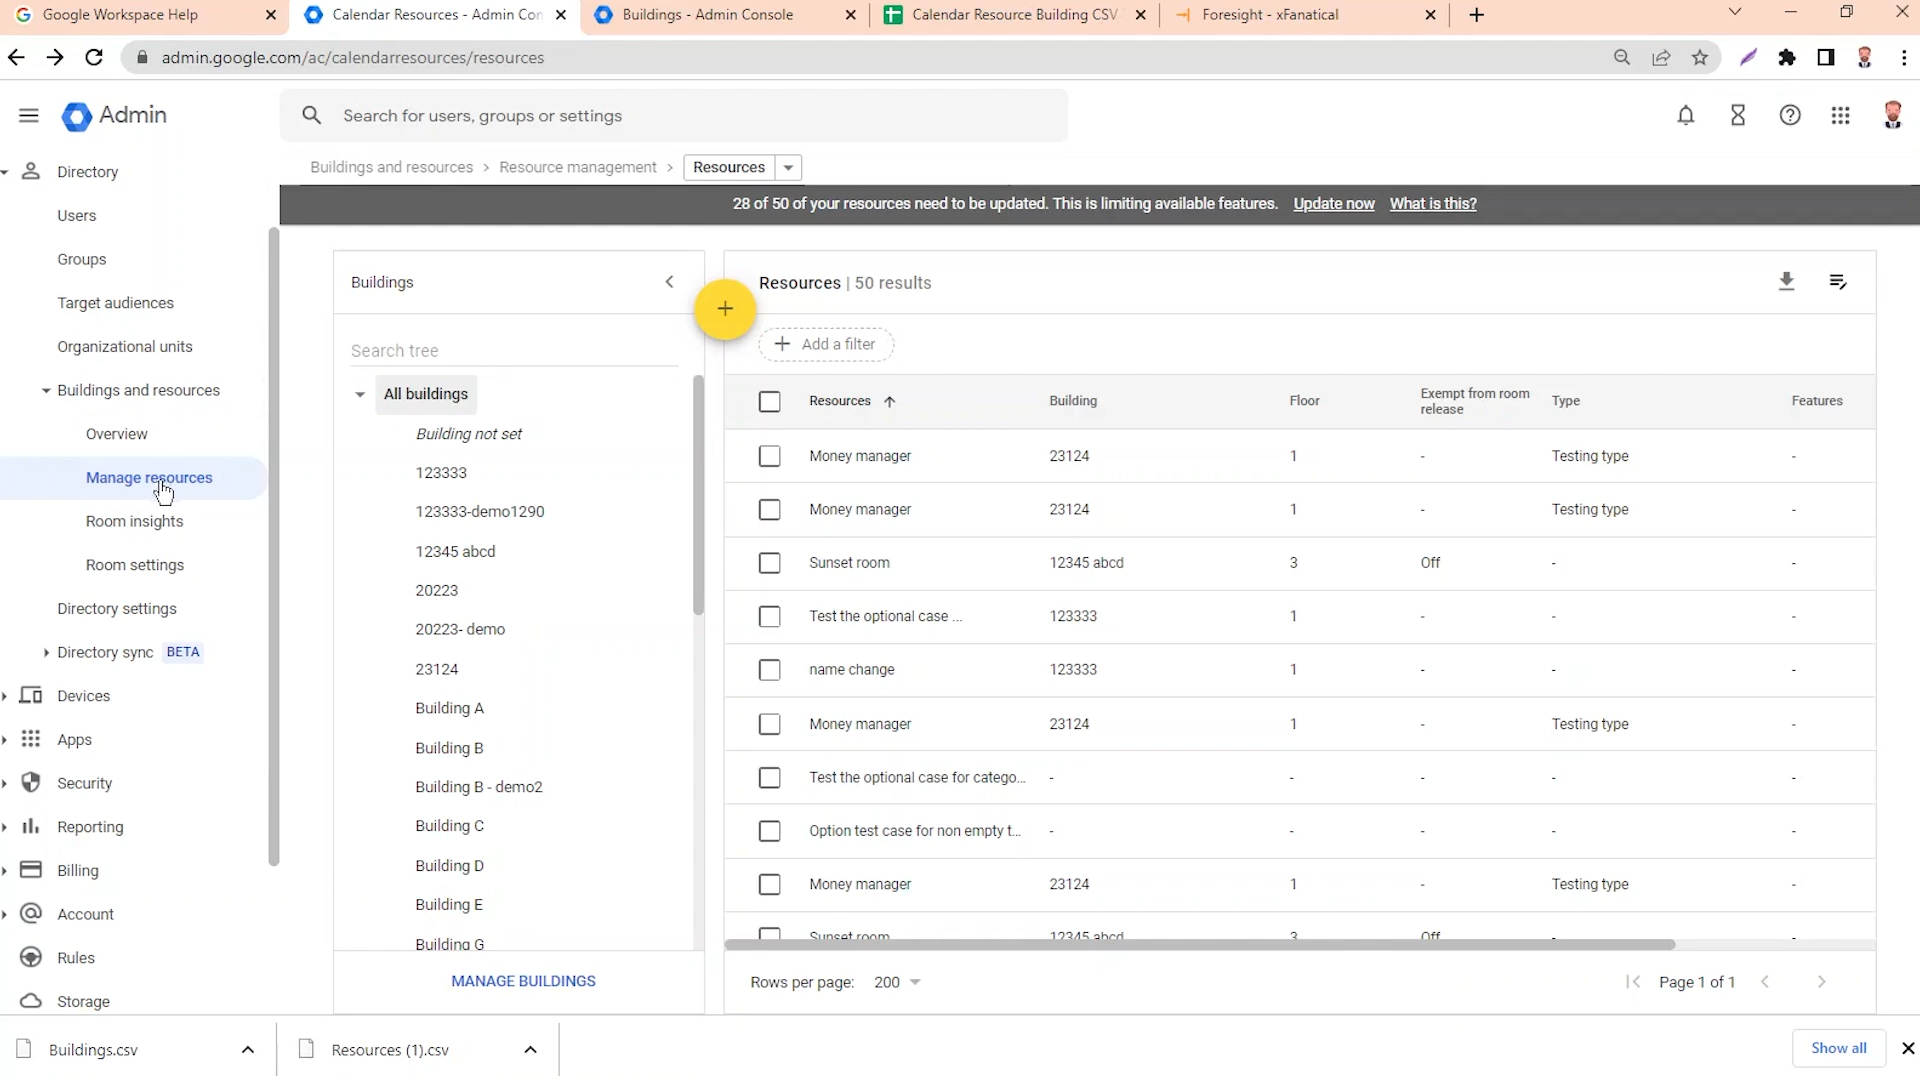 Google Workspace Help
Calendar Resources - Admin Con
Buildings - Admin Console
Calendar Resource Building CSV
Foresight - xFanatical
admin.google.com/ac/calendarresources/resources
Admin
Search for users, groups or settings
Directory
Users
Groups
Target audiences
Organizational units
Buildings and resources
Overview
Manage resources
Room insights
Room settings
Directory settings
Directory sync BETA
Devices
Apps
Security
Reporting
Billing
Account
Rules
Storage
Buildings and resources > Resource management > Resources
28 of 50 of your resources need to be updated. This is limiting available features. Update now What is this?
Buildings
Search tree
All buildings
Building not set
123333
123333-demo1290
12345 abcd
20223
20223- demo
23124
Building A
Building B
Building B - demo2
Building C
Building D
Building E
Building G
MANAGE BUILDINGS
Resources | 50 results
Add a filter
Resources Building Floor Exempt from room release Type Features
Money manager 23124 1 - Testing type -
Money manager 23124 1 - Testing type -
Sunset room 12345 abcd 3 Off - -
Test the optional case ... 123333 1 - - -
name change 123333 1 - - -
Money manager 23124 1 - Testing type -
Test the optional case for catego... - - - - -
Option test case for non empty t... - - - - -
Money manager 23124 1 - Testing type -
Sunset room 12345 abcd 3 Off - -
Rows per page: 200 Page 1 of 1
Buildings.csv
Resources (1).csv
Show all